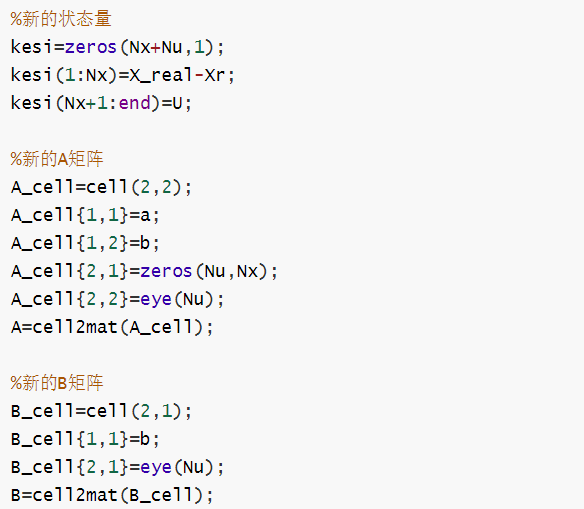 %新的状态量
kesi=zeros(Nx+Nu,1);
kesi(1:Nx)=X_real-Xr;
kesi(Nx+1:end)=U;
%新的A矩阵
A_cell=cell(2,2);
A_cell{1,1}=a;
A_cell{1,2}=b;
A_cell{2,1}=zeros(Nu,Nx);
A_cell{2,2}=eye(Nu);
A=cell2mat(A_cell);
%新的B矩阵
B_cell=cell(2,1);
B_cell{1,1}=b;
B_cell{2,1}=eye(Nu);
B=cell2mat(B_cell);